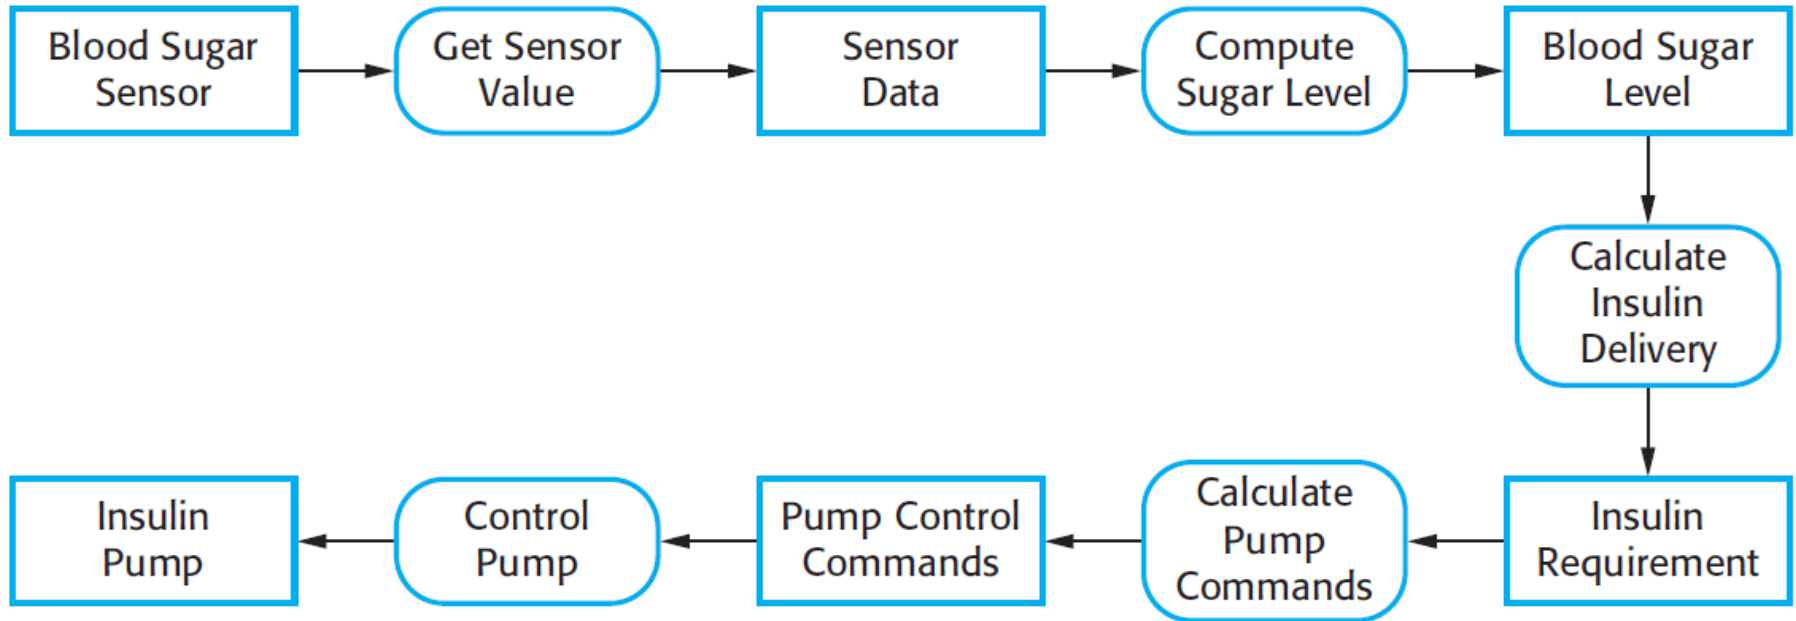 Blood Sugar
Sensor
Get Sensor
Value
Sensor
Data
Compute
Sugar Level
Blood Sugar
Level
Calculate
Insulin
Delivery
Insulin
Requirement
Calculate
Pump
Commands
Pump Control
Commands
Control
Pump
Insulin
Pump